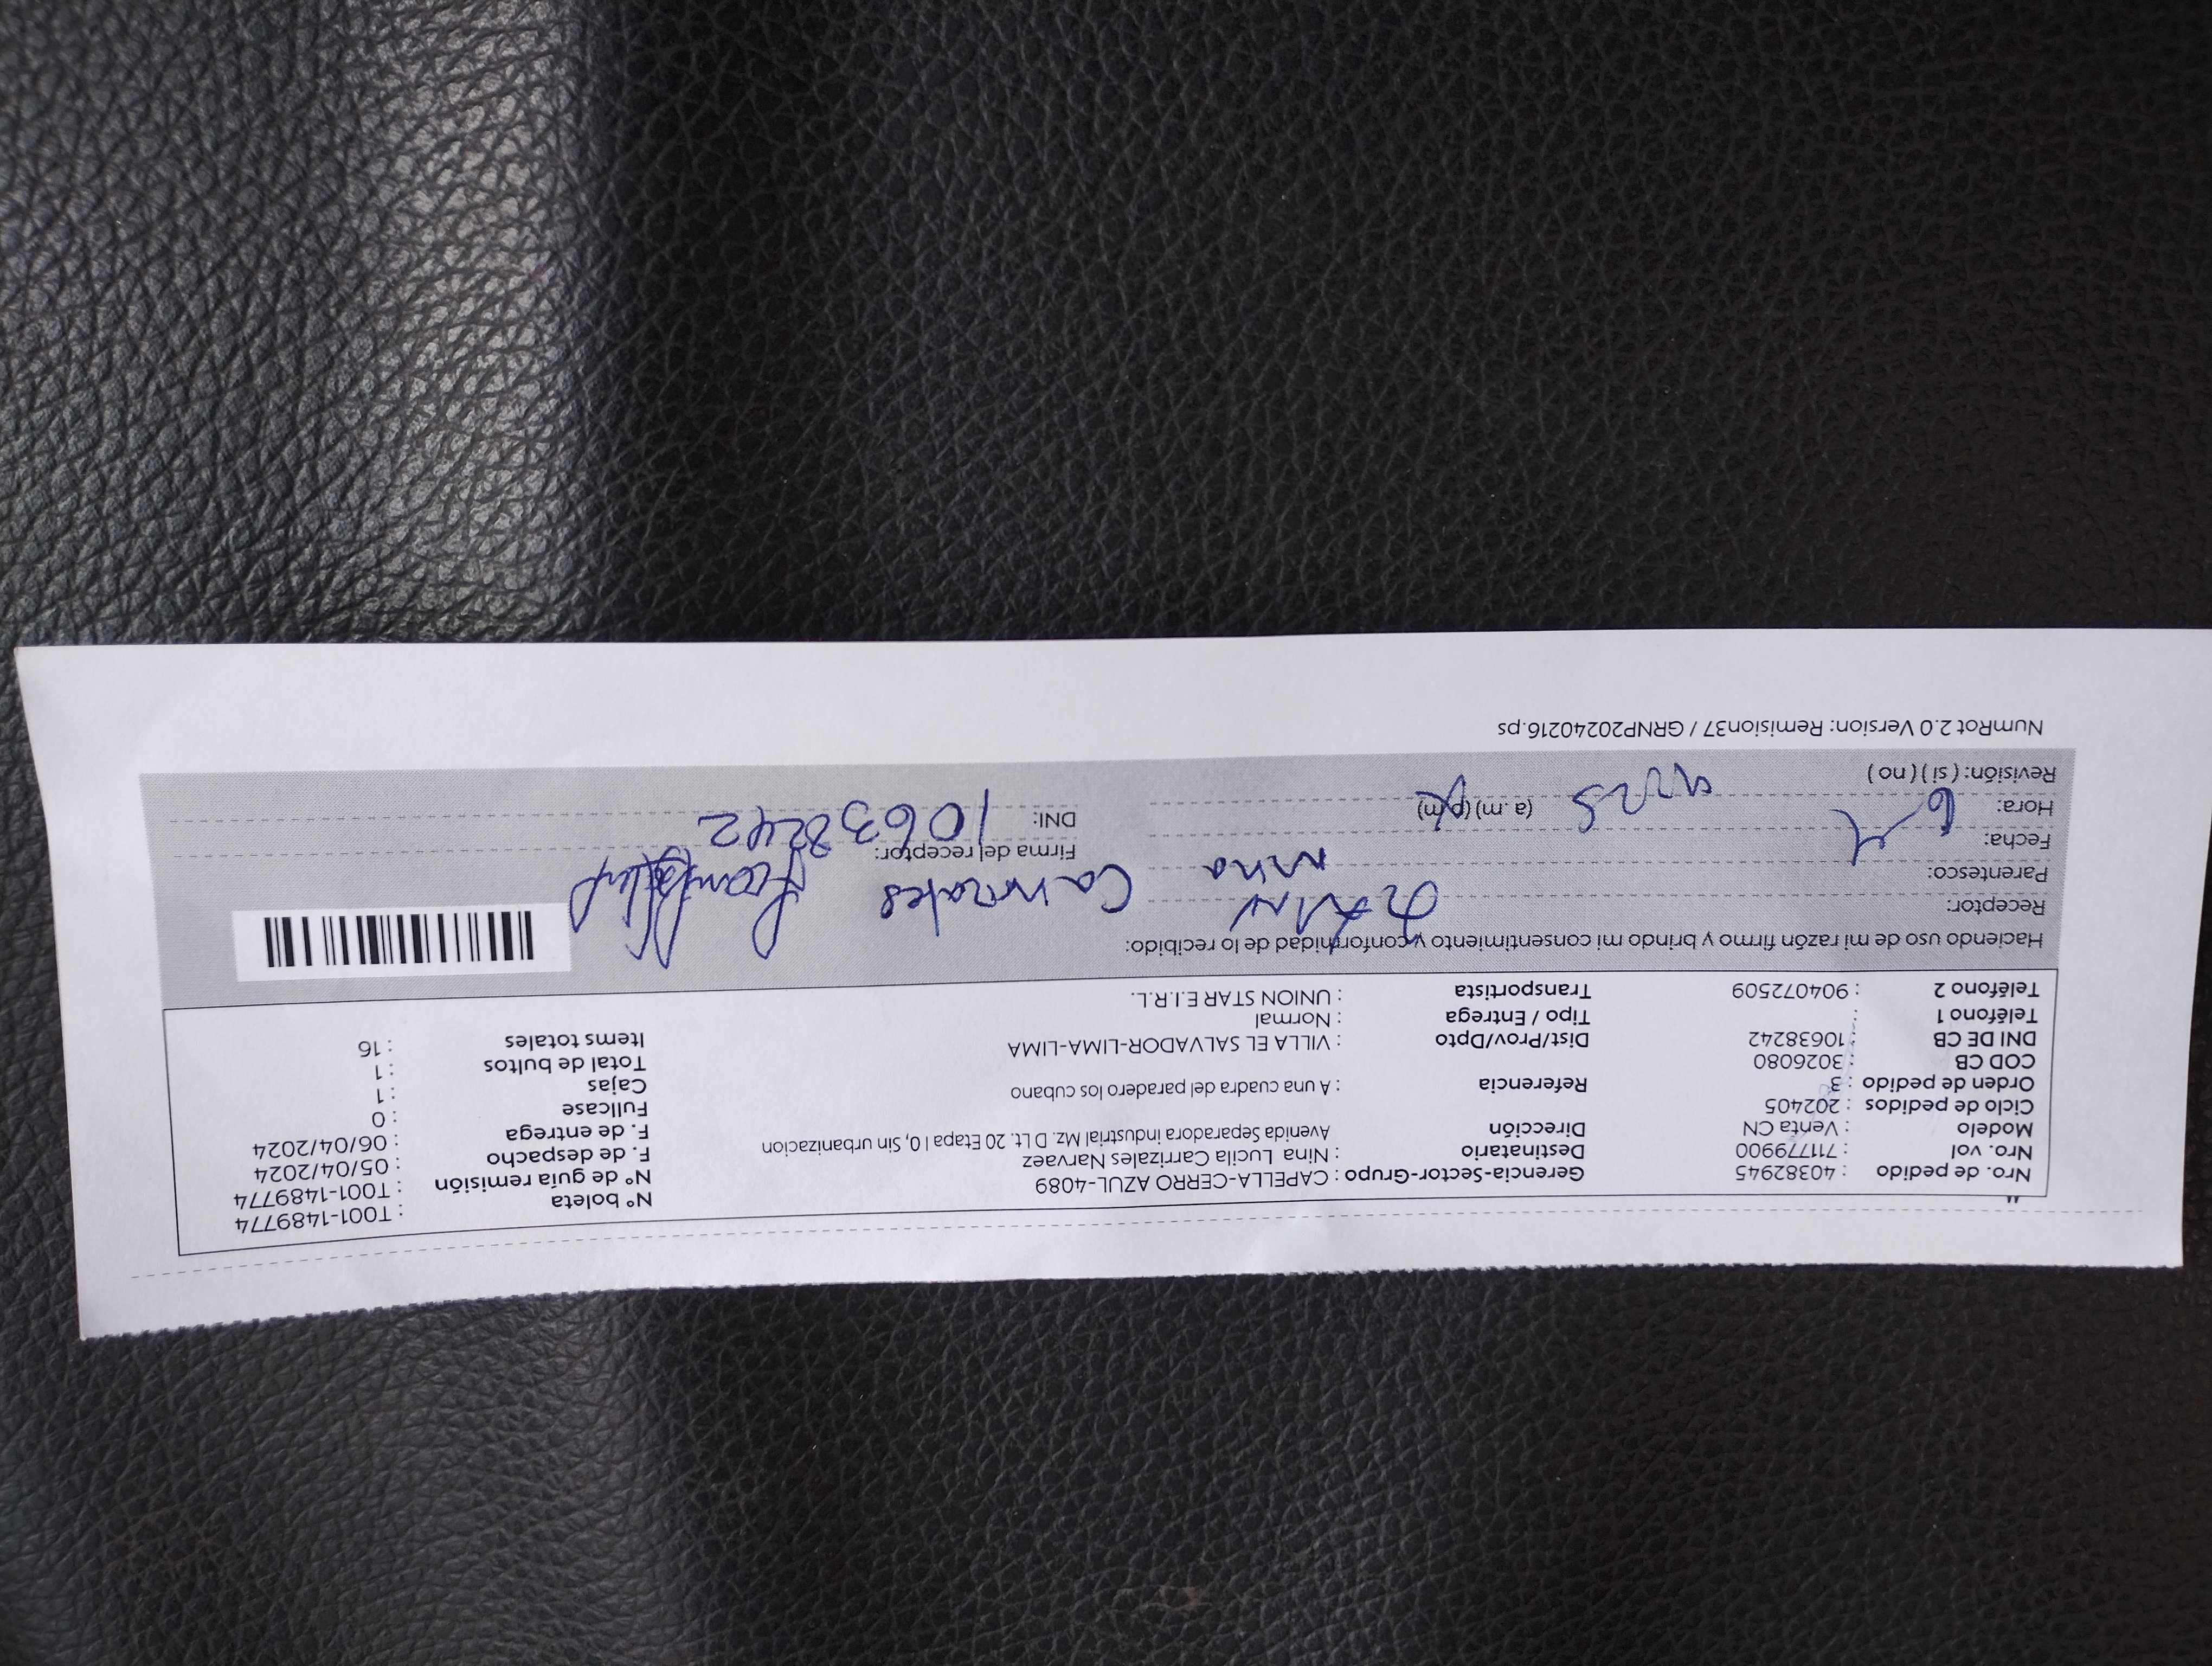 Nro. de pedido : 40382945 Gerencia-Sector-Grupo : CAPELLA-CERRO AZUL-4089 N° boleta : T001-1489774
Nro. vol : 711779900 Destinatario : Nina Lucila Carrizales Narvaez N° de guía remisión : T001-1489774
Modelo : Venta CN Dirección Avenida Separadora industrial Mz. D Lt. 20 Etapa I 0, Sin urbanizacion F. de despacho : 05/04/2024
Ciclo de pedidos : 202405 F. de entrega : 06/04/2024
Orden de pedido : 3 Referencia : A una cuadra del paradero los cubano Fullcase : 0
COD CB : 3026080 Cajas : 1
DNI DE CB : 10638242 Dist/Prov/Dpto : VILLA EL SALVADOR-LIMA-LIMA Total de bultos : 1
Teléfono 1 : Tipo / Entrega : Normal Items totales : 16
Teléfono 2 : 904072509 Transportista : UNION STAR E.I.R.L.
Haciendo uso de mi razón firmo y brindo mi consentimiento y conformidad de lo recibido:
Receptor: Carrizales
Parentesco: nina
Fecha: 6 4 Firma del receptor:
Hora: (a.m) (p.m) DNI: 10638242
Revisión: ( si ) ( no )
NumRot 2.0 Version: Remision37 / GRNP20240216.ps